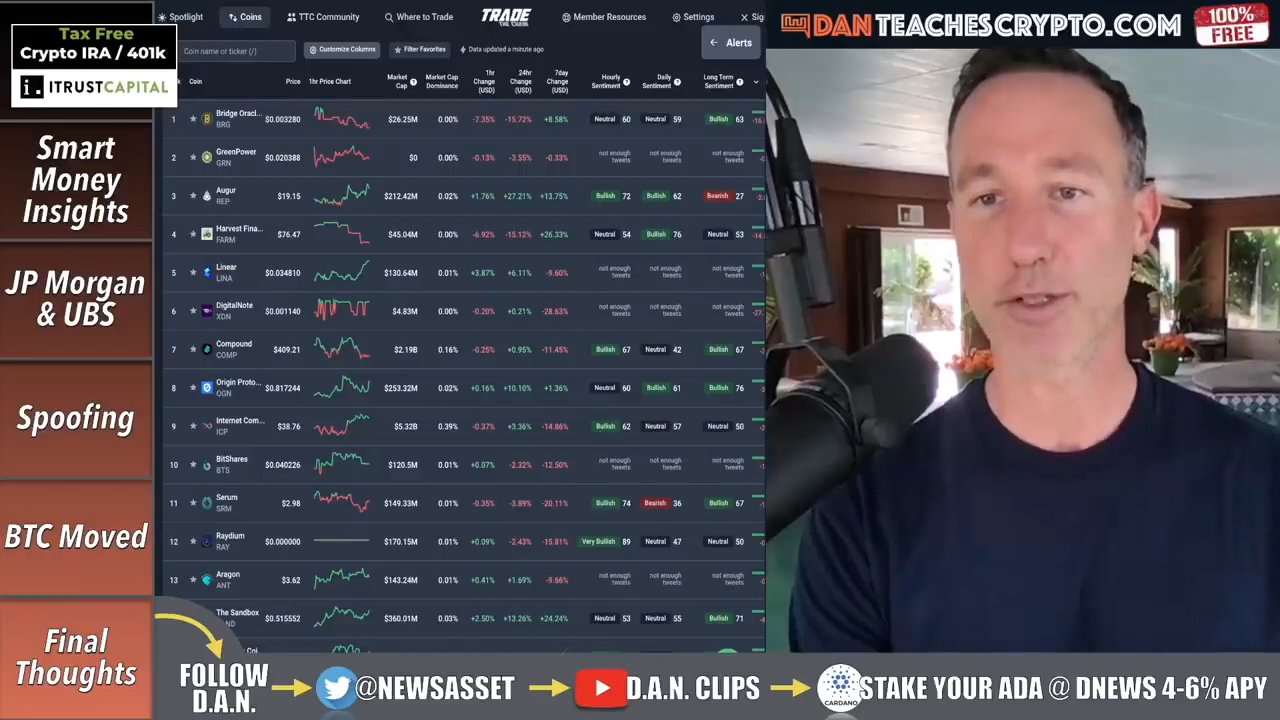 Spotlight
Coins
TTC Community
Where to Trade
TRADE
THE CHAIN
Member Resources
Settings
Sig
Tax Free
Crypto IRA / 401k
ITRUSTCAPITAL
Coin name or ticker (/)
Customize Columns
Filter Favorites
Data updated a minute ago
Alerts
DANTEACHESCRYPTO.COM
100%
FREE
Coin Price 1hr Price Chart Market Cap Market Cap Dominance 1hr Change (USD) 24hr Change (USD) 7day Change (USD) Hourly Sentiment Daily Sentiment Long Term Sentiment
1 Bridge Oracl... BRG $0.003280 $26.25M 0.00% -7.35% -15.72% +8.58% Neutral 60 Neutral 59 Bullish 63
2 GreenPower GRN $0.020388 $0 0.00% -0.13% -3.55% -0.33% not enough tweets not enough tweets not enough tweets
3 Augur REP $19.15 $212.42M 0.02% +1.76% +27.21% +13.75% Bullish 72 Bullish 62 Bearish 27
4 Harvest Fina... FARM $76.47 $45.04M 0.00% -6.92% -15.12% +26.33% Neutral 54 Bullish 76 Neutral 53
5 Linear LINA $0.034810 $130.64M 0.01% +3.87% +6.11% -9.60% not enough tweets not enough tweets not enough tweets
6 DigitalNote XDN $0.001140 $4.83M 0.00% -0.20% +0.21% -28.63% not enough tweets not enough tweets not enough tweets
7 Compound COMP $409.21 $2.19B 0.16% -0.25% +0.95% -11.45% Bullish 67 Neutral 42 Bullish 67
8 Origin Proto... OGN $0.817244 $253.32M 0.02% +0.16% +10.10% +1.36% Neutral 60 Bullish 61 Bullish 76
9 Internet Com... ICP $38.76 $5.32B 0.39% -0.37% +3.36% -14.86% Bullish 62 Neutral 57 Neutral 50
10 BitShares BTS $0.040226 $120.5M 0.01% +0.07% -2.32% -12.50% not enough tweets not enough tweets not enough tweets
11 Serum SRM $2.98 $149.33M 0.01% -0.35% -3.89% -20.11% Bullish 74 Bearish 36 Bullish 67
12 Raydium RAY $0.000000 $170.15M 0.01% +0.09% -2.43% -15.81% Very Bullish 89 Neutral 47 Neutral 50
13 Aragon ANT $3.62 $143.24M 0.01% +0.41% +1.69% -9.66% not enough tweets not enough tweets not enough tweets
The Sandbox $0.515552 $360.01M 0.03% +2.50% +13.26% +24.24% Neutral 53 Neutral 55 Bullish 71
Smart
Money
Insights
JP Morgan
& UBS
Spoofing
BTC Moved
Final
Thoughts
FOLLOW
D.A.N.
@NEWSASSET
D.A.N. CLIPS
CARDANO
STAKE YOUR ADA @ DNEWS 4-6% APY